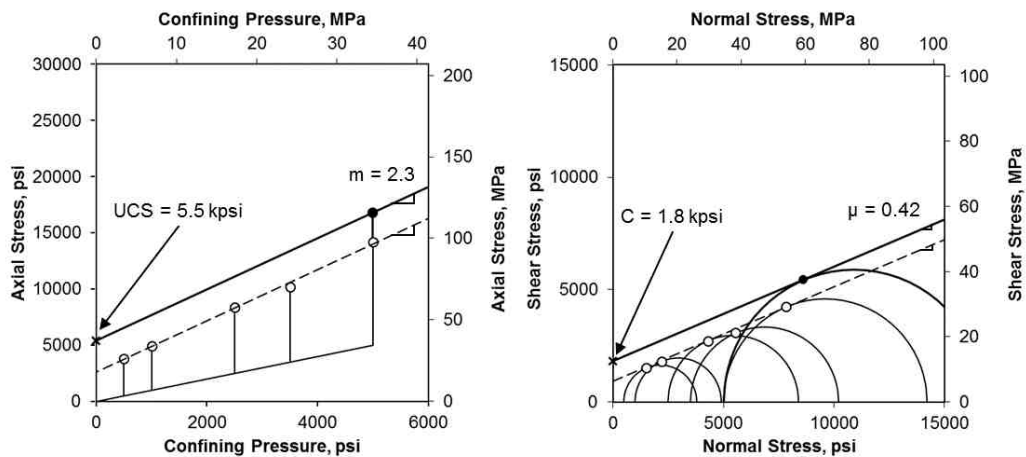 Confining Pressure, MPa
0 10 20 30 40
30000
25000
20000
15000
10000
5000
0
Axial Stress, psi
200
150
100
50
0
Axial Stress, MPa
m = 2.3
UCS = 5.5 kpsi
0 2000 4000 6000
Confining Pressure, psi
Normal Stress, MPa
0 20 40 60 80 100
15000
10000
5000
0
Shear Stress, psi
100
80
60
40
20
0
Shear Stress, MPa
C = 1.8 kpsi
μ = 0.42
0 5000 10000 15000
Normal Stress, psi